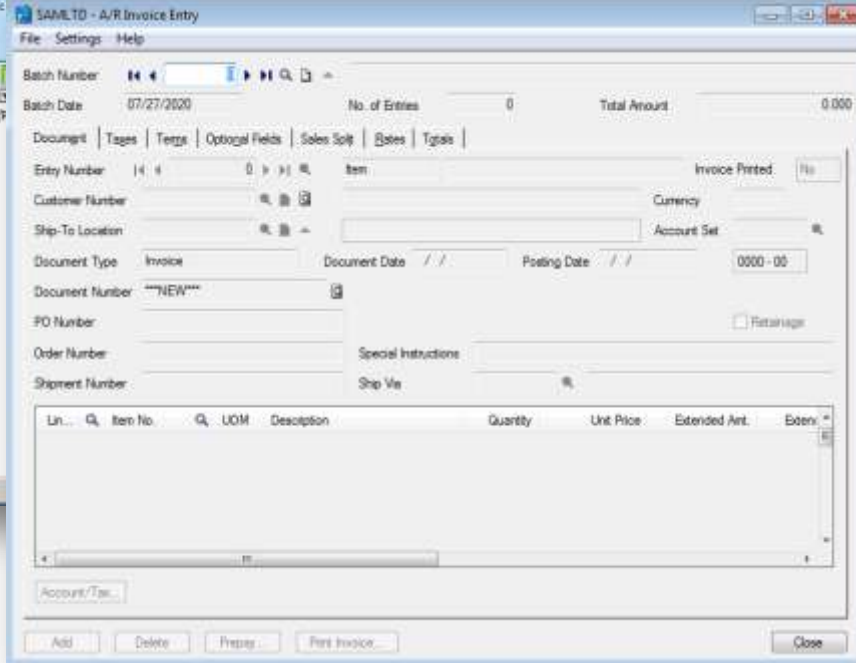 SAMLTD - A/R Invoice Entry
File Settings Help
Batch Number
Batch Date 07/27/2020 No. of Entries 0 Total Amount 0.000
Document Taxes Terms Optional Fields Sales Split Rates Totals
Entry Number 0 Item Invoice Printed No
Customer Number Currency
Ship-To Location Account Set
Document Type Invoice Document Date / / Posting Date / / 0000 - 00
Document Number ***NEW***
PO Number Retainage
Order Number Special Instructions
Shipment Number Ship Via
Lin... Item No. UOM Description Quantity Unit Price Extended Amt.
Account/Tax...
Add Delete Prepay... Print Invoice... Close